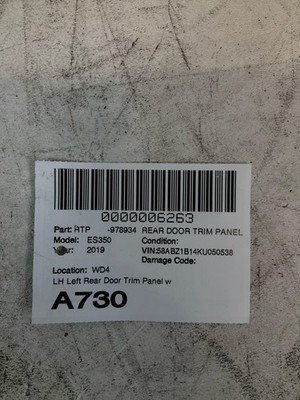 0000006263
Part: RTP -978934 REAR DOOR TRIM PANEL
Model: ES350 Condition:
Year: 2019 VIN:58ABZ1B14KU050538
Damage Code:
Location: WD4
LH Left Rear Door Trim Panel w
A730